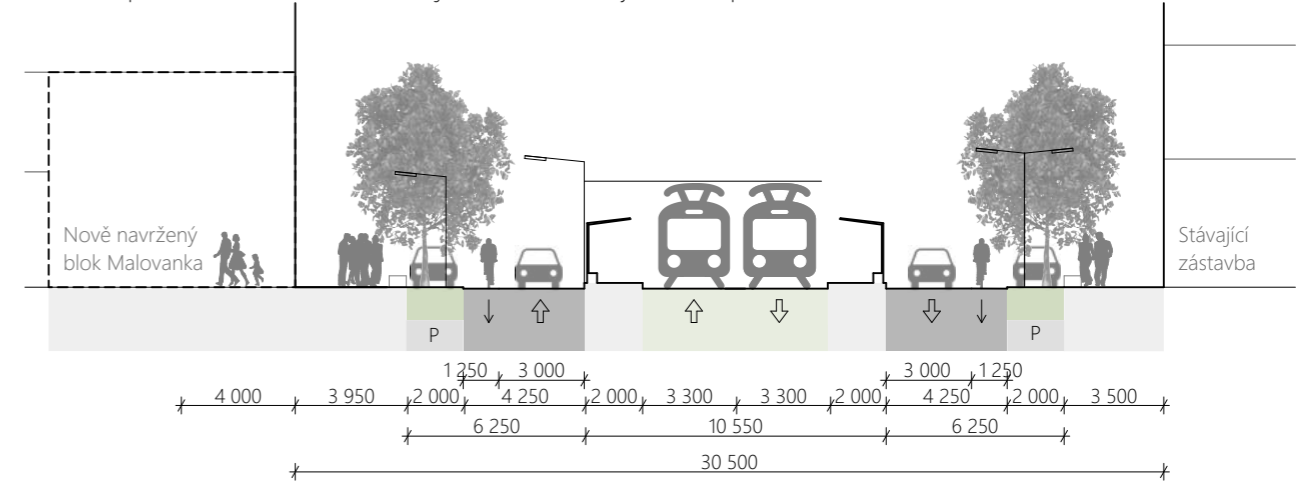 Nově navržený
blok Malovanka
Stávající
zástavba
P
P
1 250 3 000 3 000 1 250
4 000 3 950 2 000 4 250 2 000 3 300 3 300 2 000 4 250 2 000 3 500
6 250 10 550 6 250
30 500